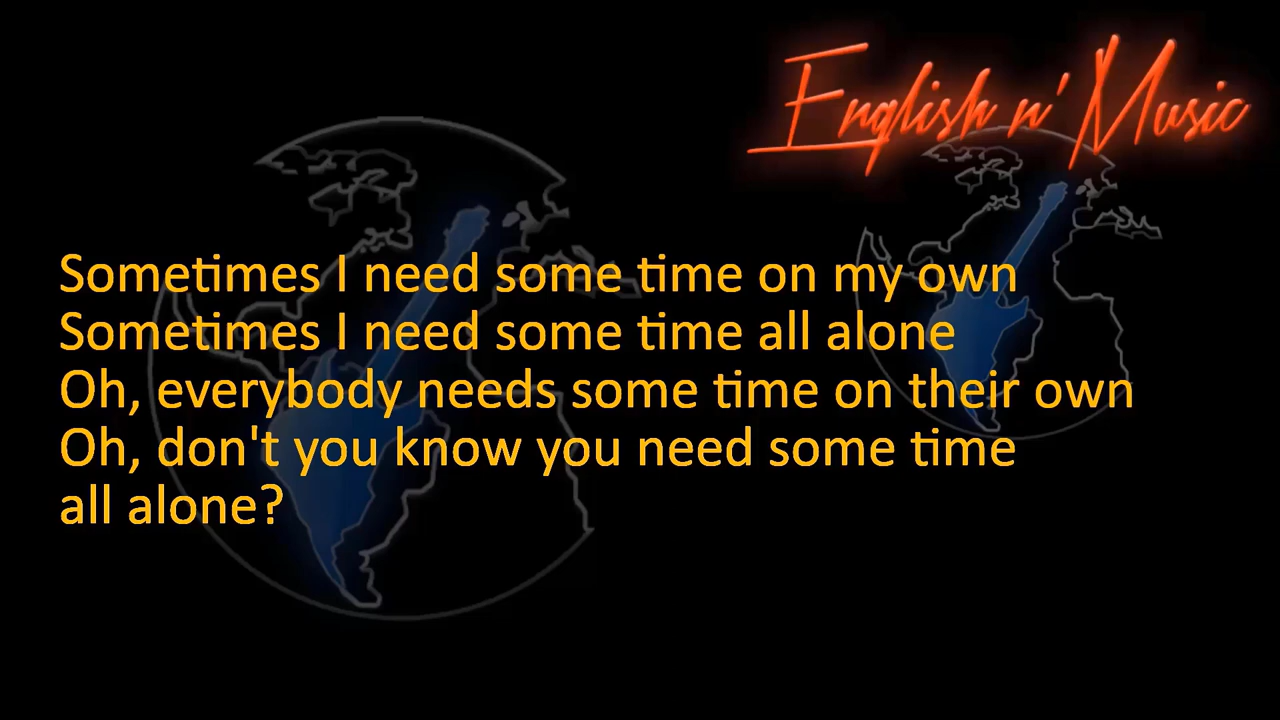 English n' Music
Sometimes I need some time on my own
Sometimes I need some time all alone
Oh, everybody needs some time on their own
Oh, don't you know you need some time
all alone?